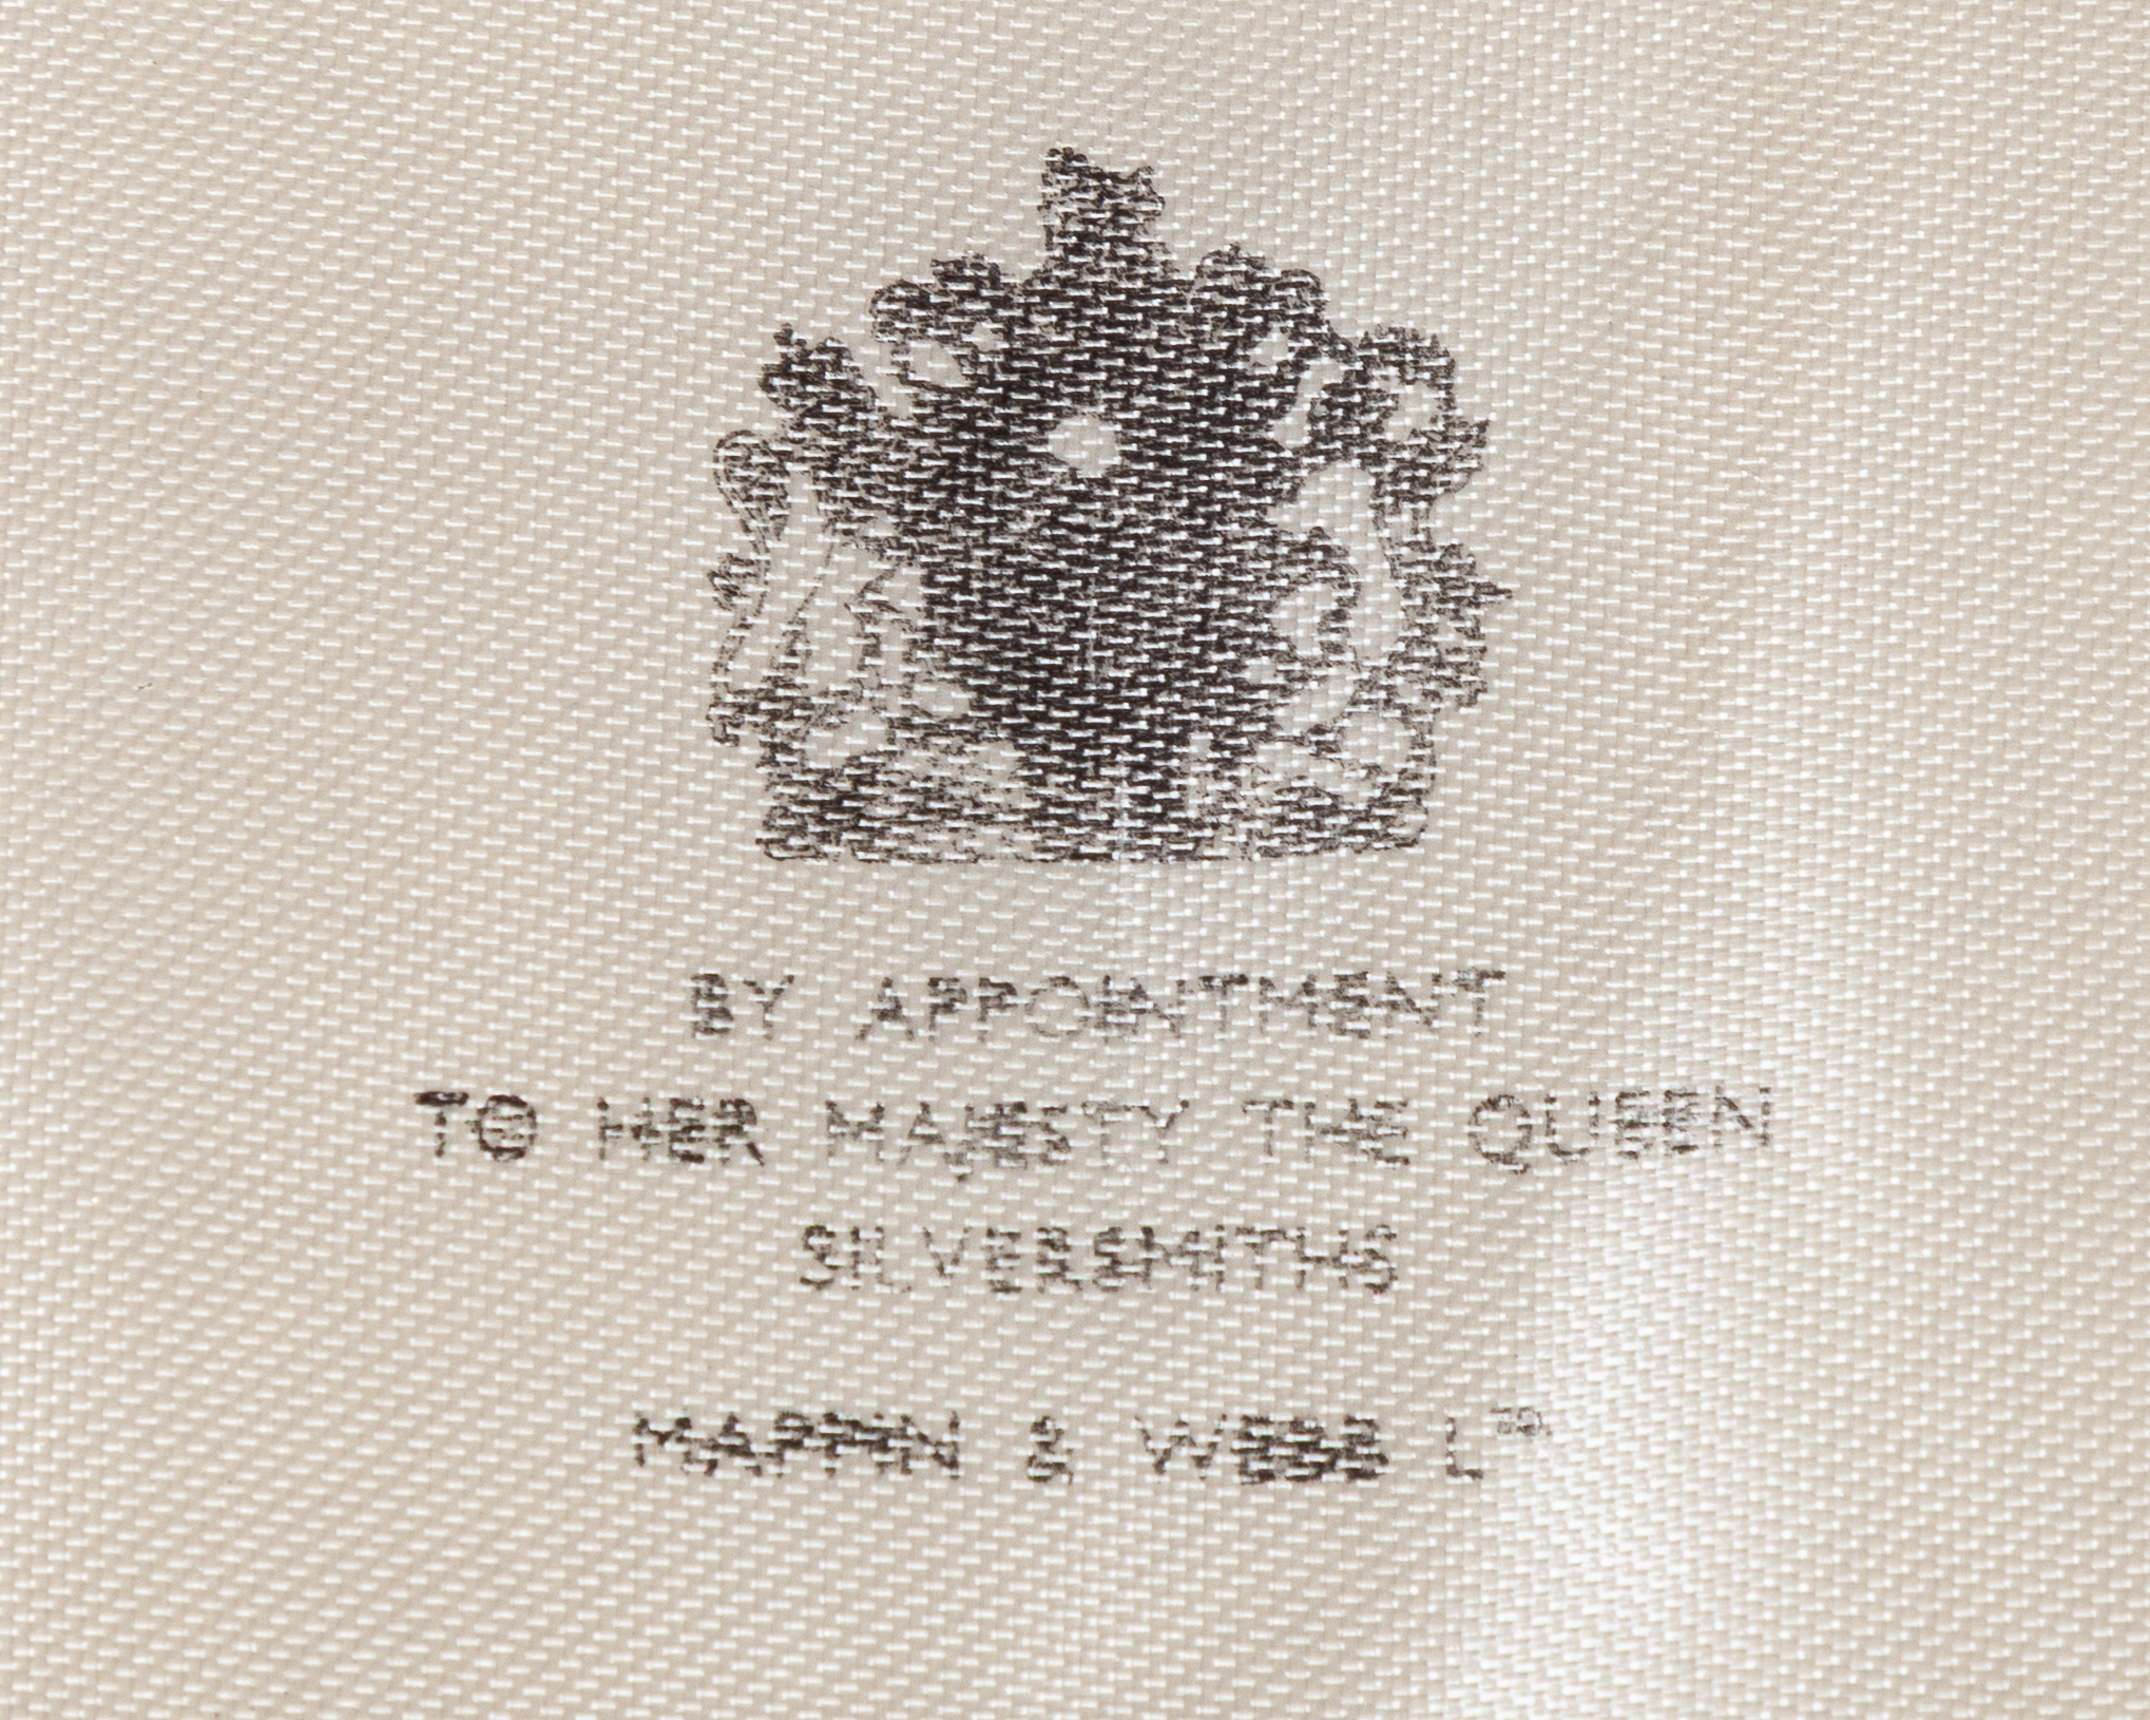 BY APPOINTMENT
TO HER MAJESTY THE QUEEN
SILVERSMITHS
MAPPIN & WEBB LTD.